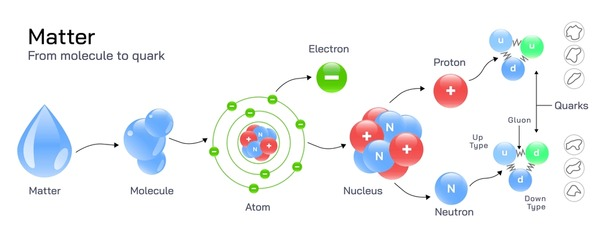 Matter
From molecule to quark
Electron
Proton
u
u
d
Quarks
Gluon
Up
Type
u
d
d
Down
Type
N
N
N
N
N
Matter
Molecule
Atom
Nucleus
Neutron